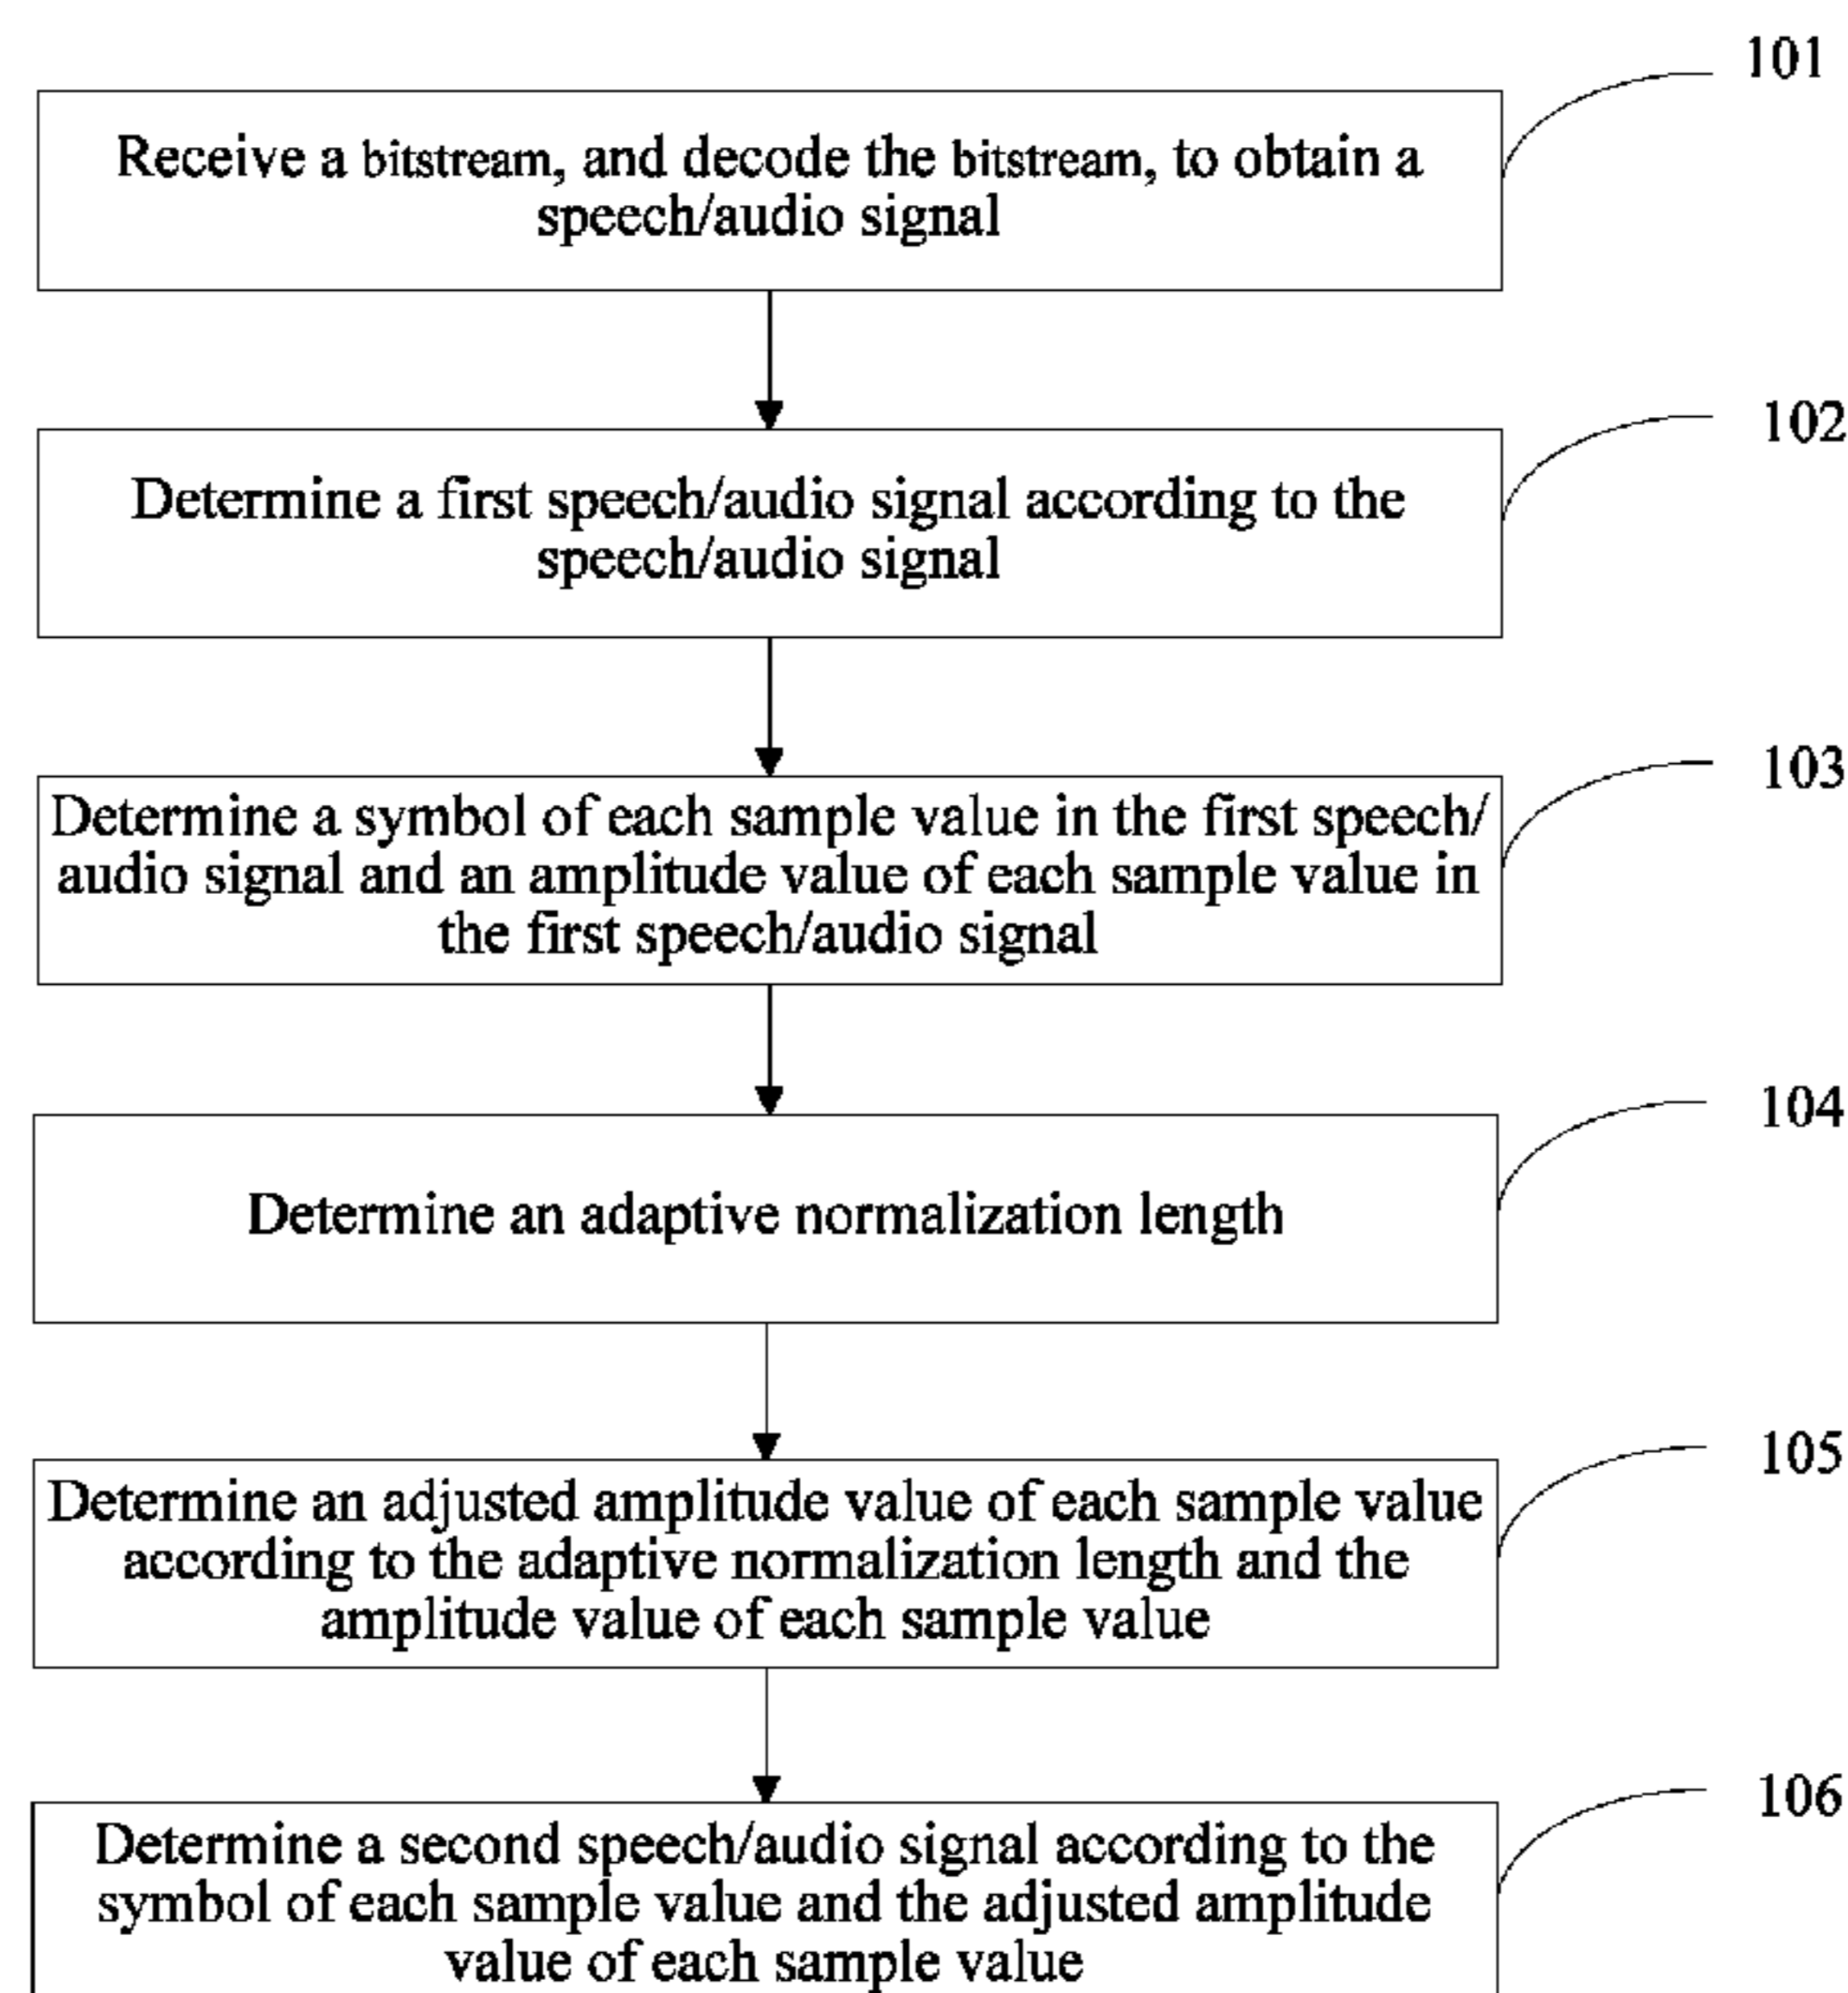 101
Receive a bitstream, and decode the bitstream, to obtain a
speech/audio signal
102
Determine a first speech/audio signal according to the
speech/audio signal
103
Determine a symbol of each sample value in the first speech/
audio signal and an amplitude value of each sample value in
the first speech/audio signal
104
Determine an adaptive normalization length
105
Determine an adjusted amplitude value of each sample value
according to the adaptive normalization length and the
amplitude value of each sample value
106
Determine a second speech/audio signal according to the
symbol of each sample value and the adjusted amplitude
value of each sample value